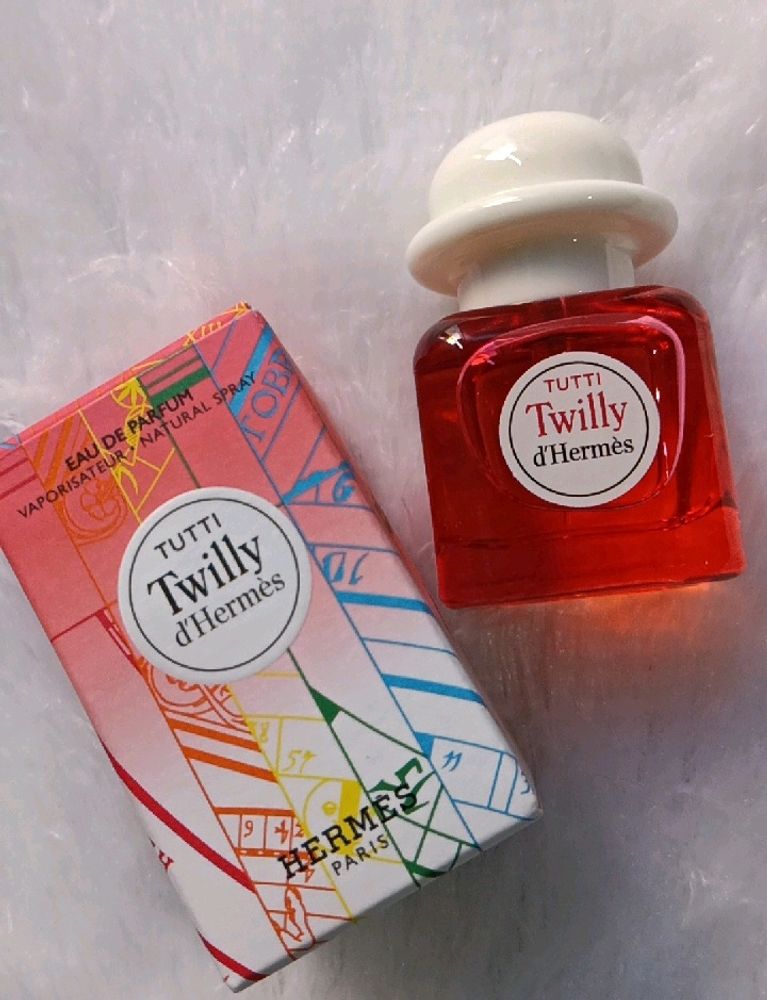 EAU DE PARFUM
VAPORISATEUR • NATURAL SPRAY
TUTTI
Twilly
d'Hermès
HERMÈS
PARIS
TUTTI
Twilly
d'Hermès